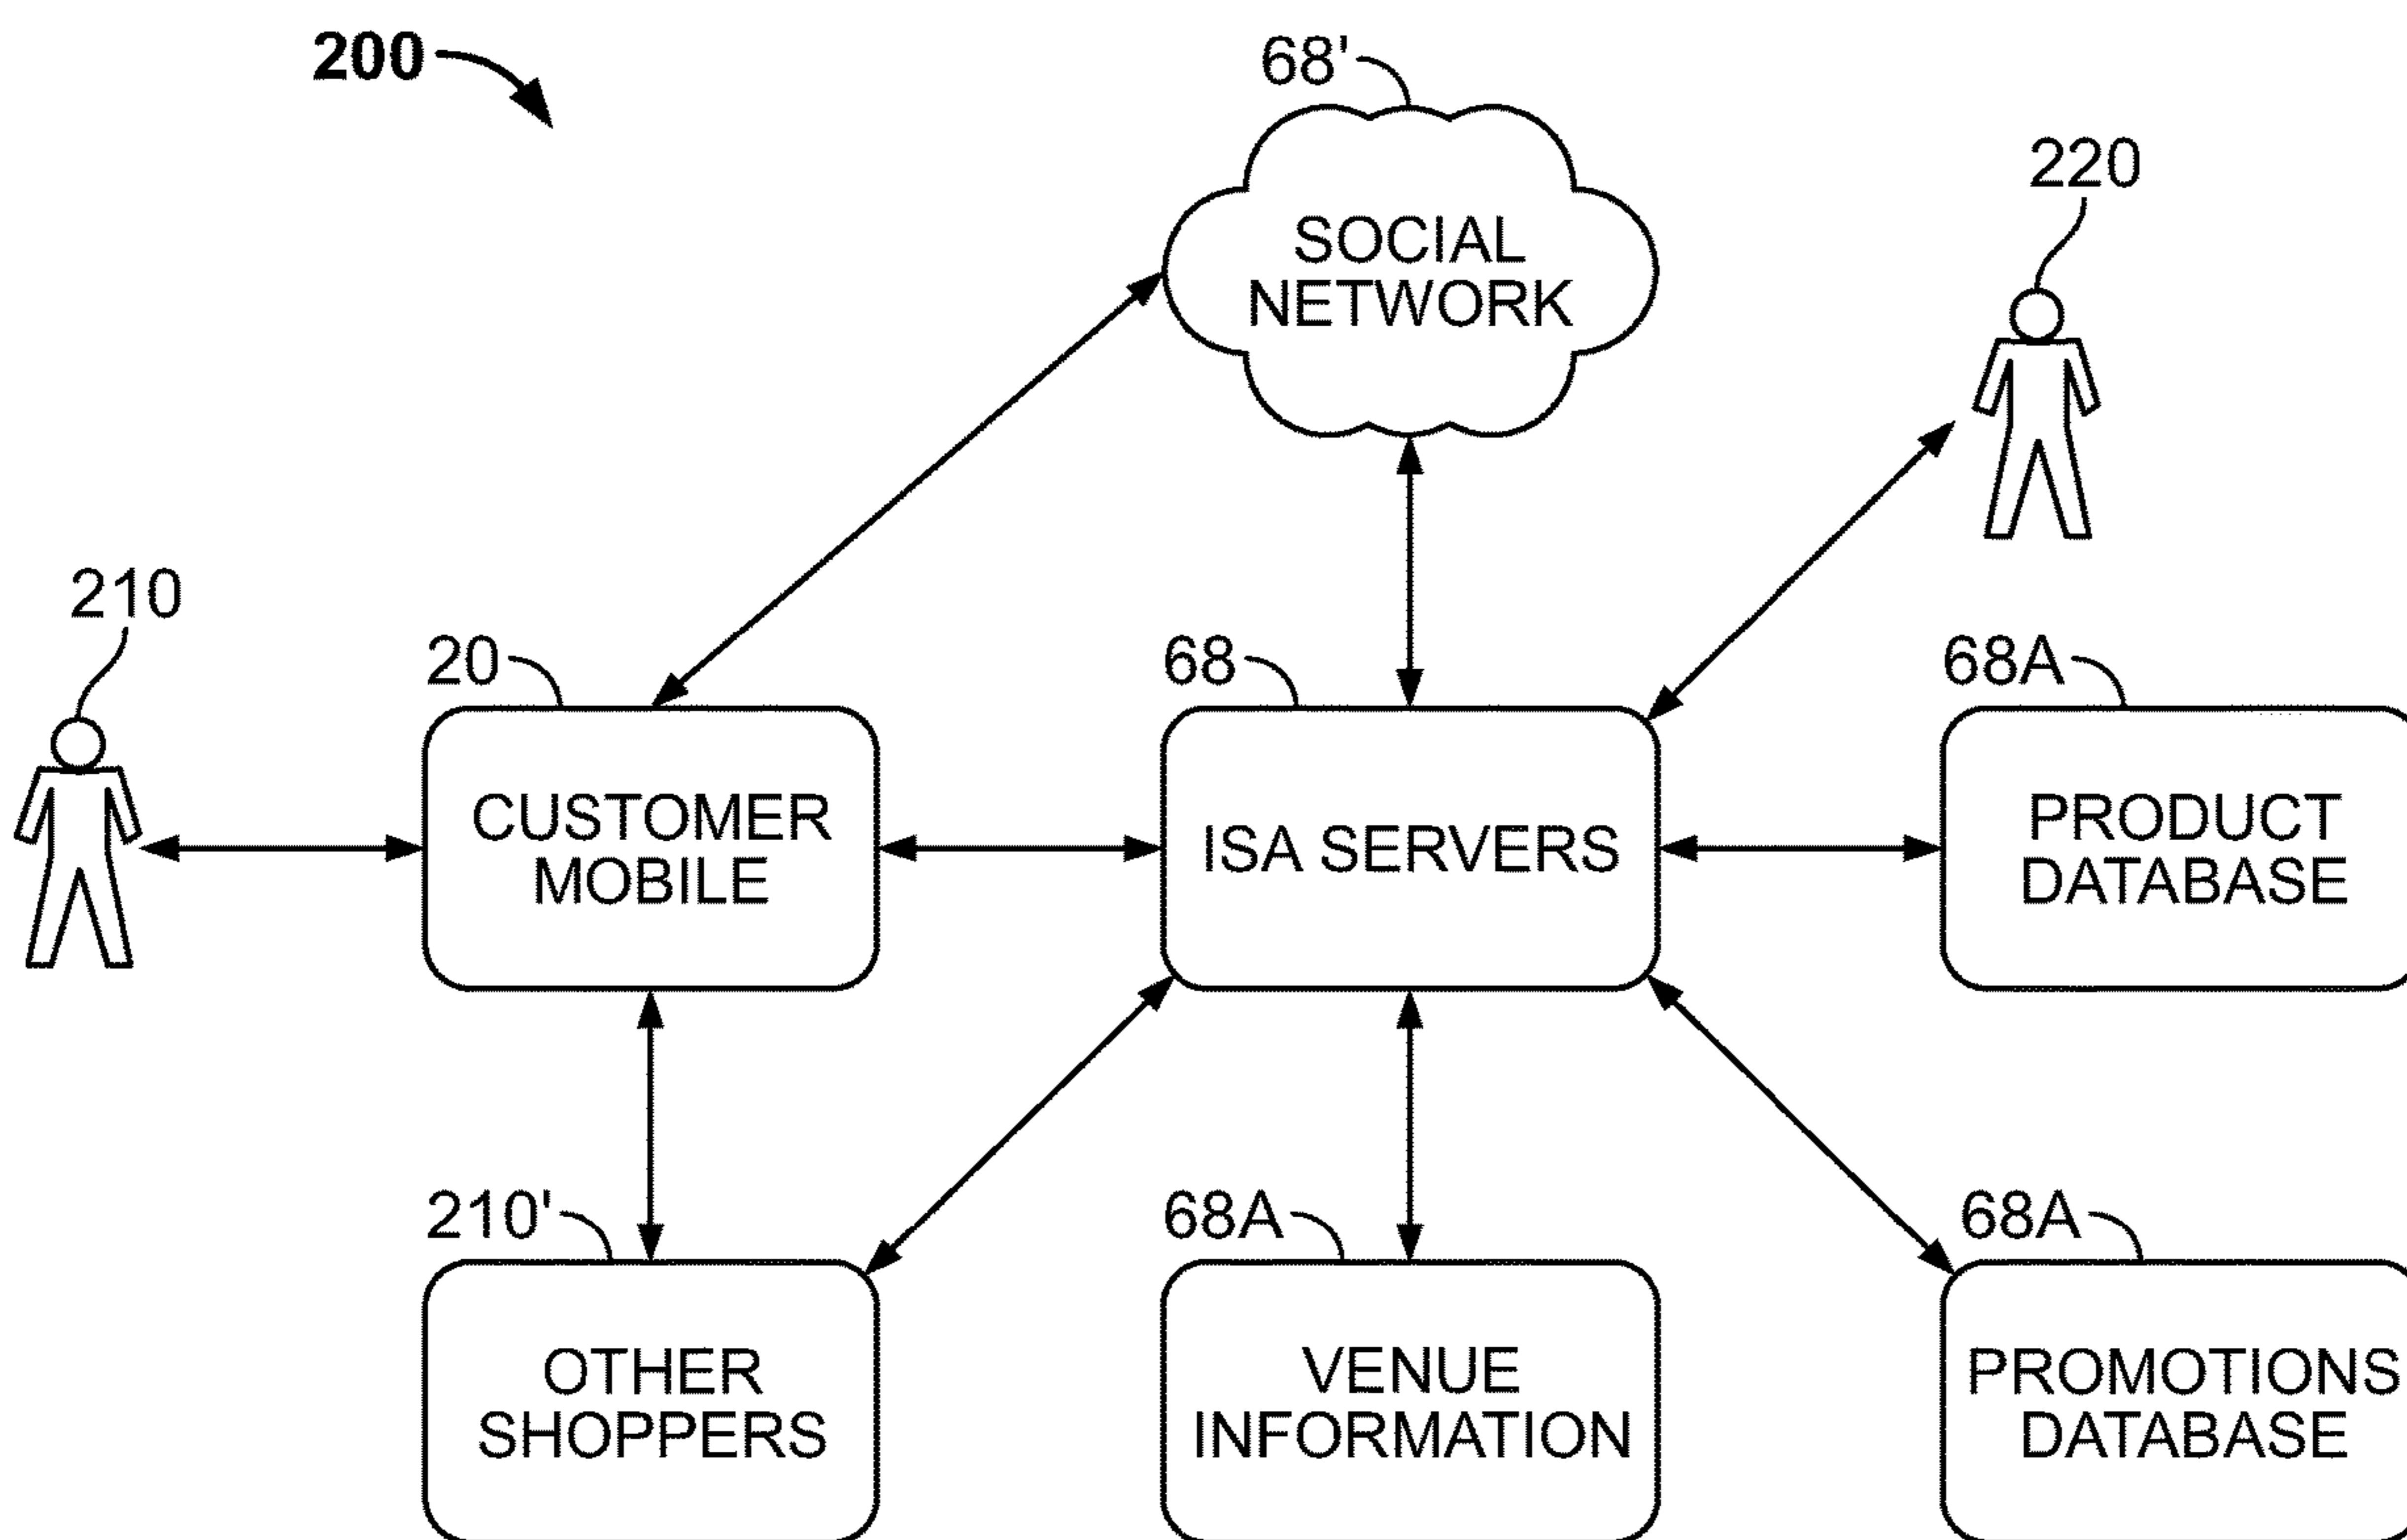 200
68'
SOCIAL
NETWORK
220
210
20
68
68A
CUSTOMER
MOBILE
ISA SERVERS
PRODUCT
DATABASE
210'
68A
68A
OTHER
SHOPPERS
VENUE
INFORMATION
PROMOTIONS
DATABASE